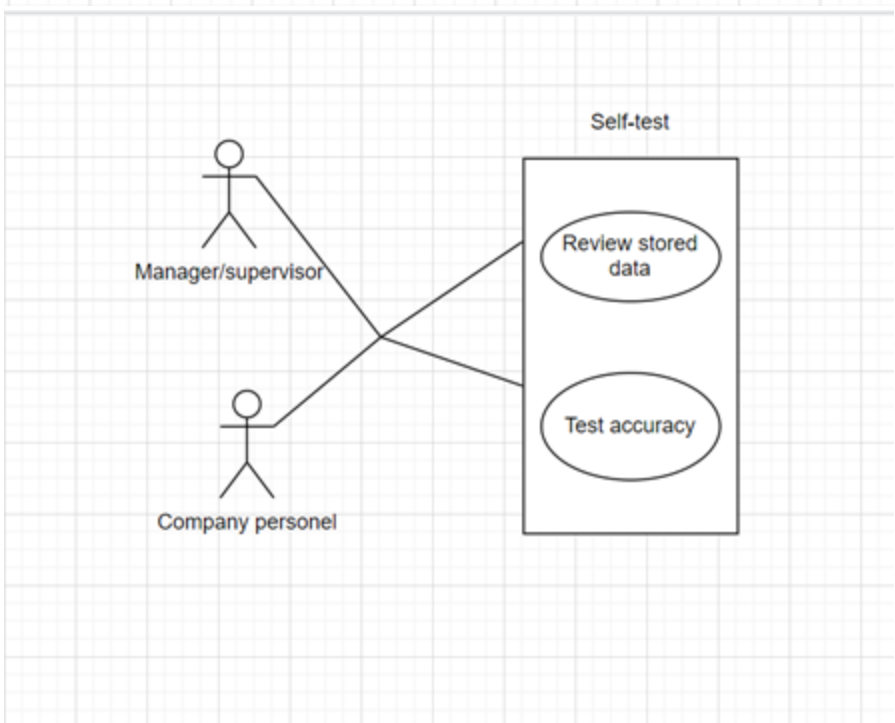 Self-test
Review stored
data
Manager/supervisor
Test accuracy
Company personel